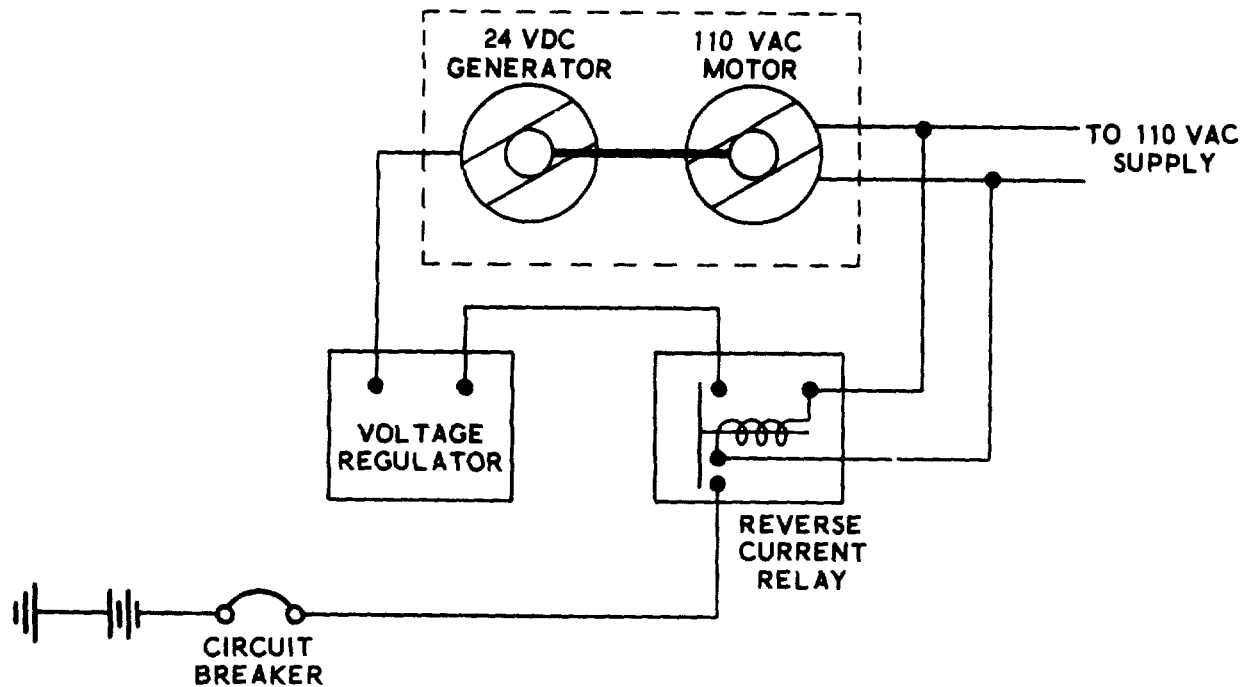 24 VDC
GENERATOR
110 VAC
MOTOR
TO 110 VAC
SUPPLY
VOLTAGE
REGULATOR
REVERSE
CURRENT
RELAY
CIRCUIT
BREAKER